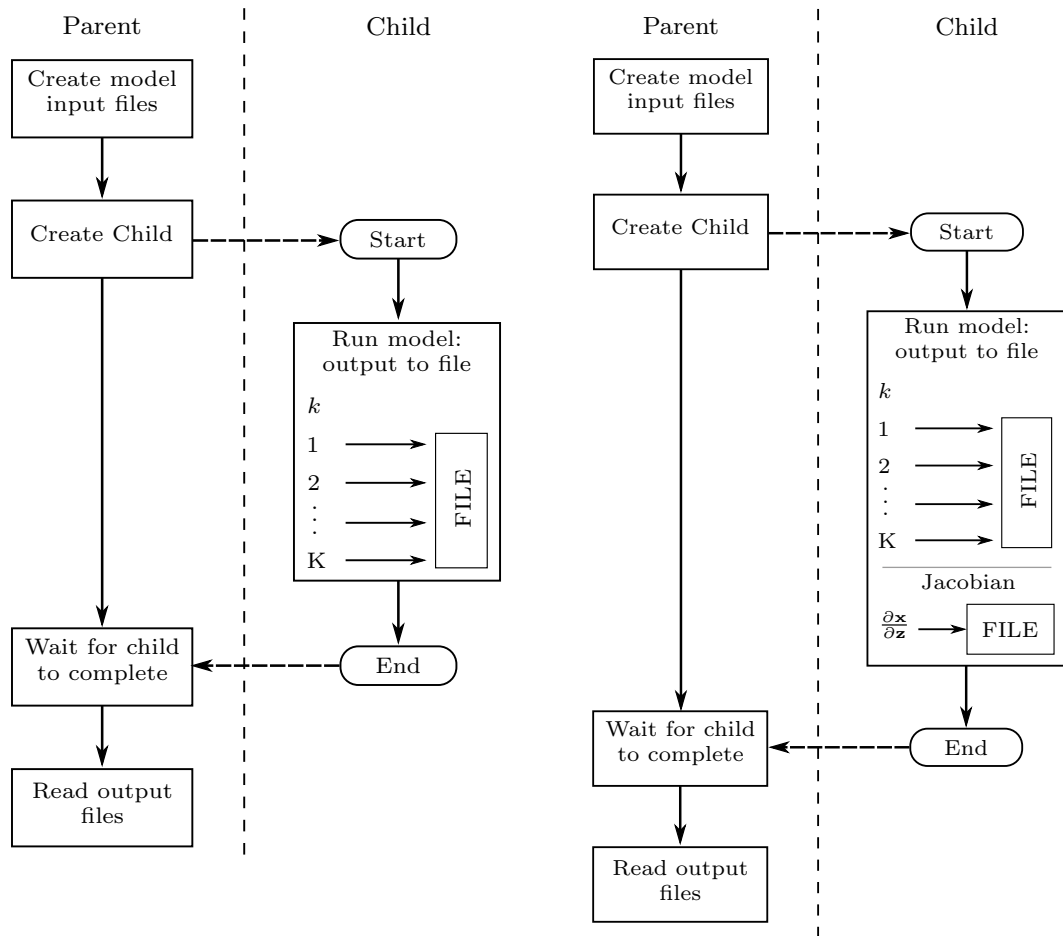 Parent
Child
Create model
input files
Create Child
Start
Run model:
output to file
k
1
2
⋮
K
FILE
Wait for child
to complete
End
Read output
files
Parent
Child
Create model
input files
Create Child
Start
Run model:
output to file
k
1
2
⋮
K
FILE
Jacobian
∂x/∂z
FILE
Wait for child
to complete
End
Read output
files